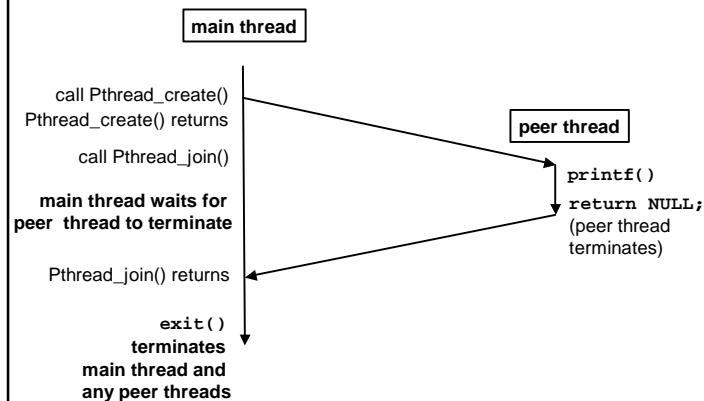 main thread
call Pthread_create()
Pthread_create() returns
peer thread
call Pthread_join()
printf()
main thread waits for
peer thread to terminate
return NULL;
(peer thread
terminates)
Pthread_join() returns
exit()
terminates
main thread and
any peer threads